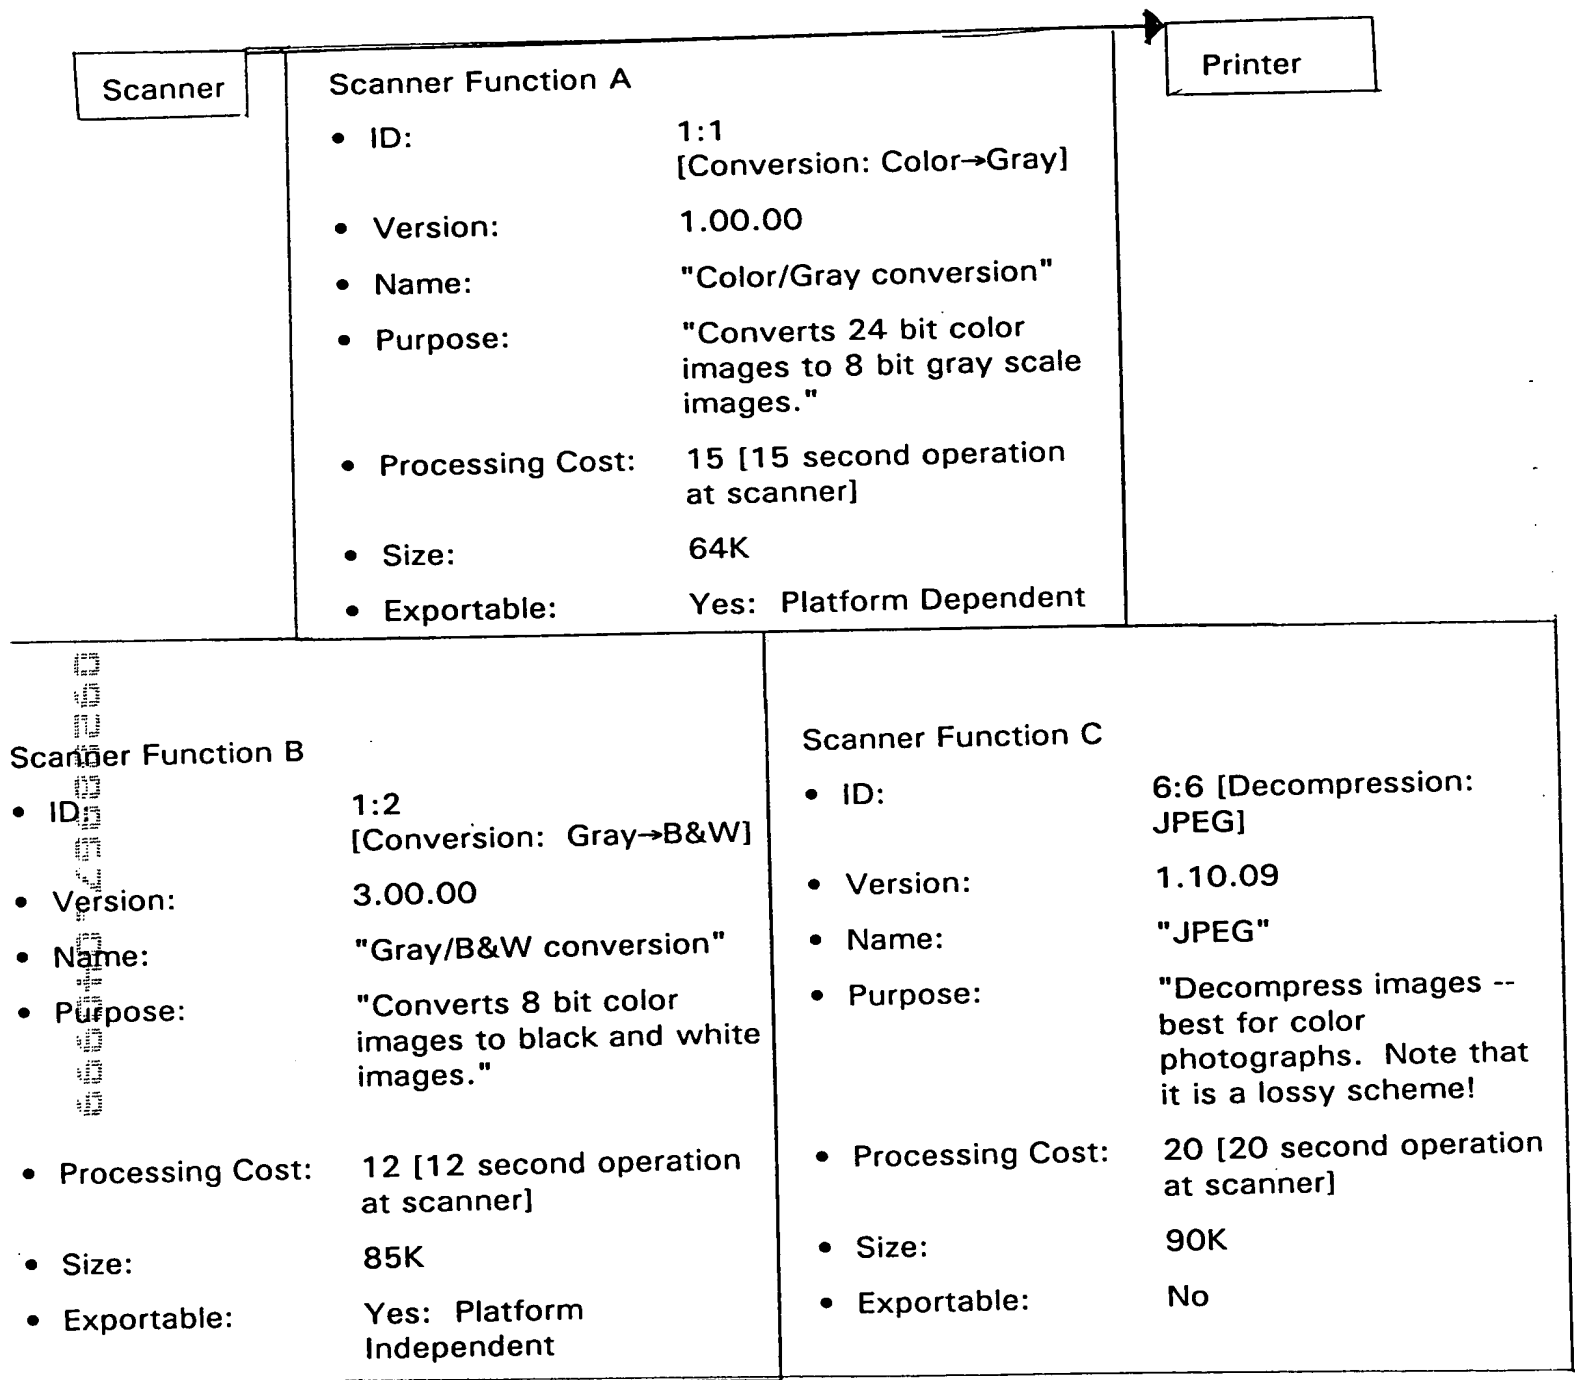 Scanner
Printer
Scanner Function A
• ID: 1:1
[Conversion: Color→Gray]
• Version: 1.00.00
• Name: "Color/Gray conversion"
• Purpose: "Converts 24 bit color
images to 8 bit gray scale
images."
• Processing Cost: 15 [15 second operation
at scanner]
• Size: 64K
• Exportable: Yes: Platform Dependent
Scanner Function B
• ID: 1:2
[Conversion: Gray→B&W]
• Version: 3.00.00
• Name: "Gray/B&W conversion"
• Purpose: "Converts 8 bit color
images to black and white
images."
• Processing Cost: 12 [12 second operation
at scanner]
• Size: 85K
• Exportable: Yes: Platform
Independent
Scanner Function C
• ID: 6:6 [Decompression:
JPEG]
• Version: 1.10.09
• Name: "JPEG"
• Purpose: "Decompress images --
best for color
photographs. Note that
it is a lossy scheme!
• Processing Cost: 20 [20 second operation
at scanner]
• Size: 90K
• Exportable: No